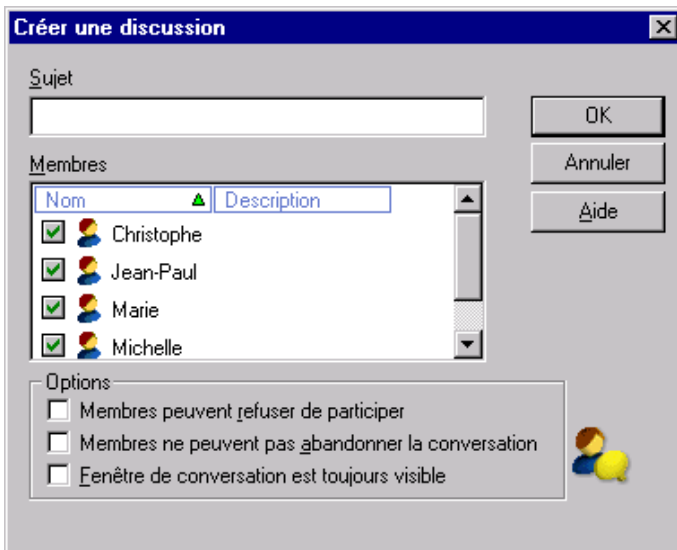 Créer une discussion
Sujet
OK
Membres
Annuler
Nom Description
Aide
Christophe
Jean-Paul
Marie
Michelle
Options
Membres peuvent refuser de participer
Membres ne peuvent pas abandonner la conversation
Fenêtre de conversation est toujours visible